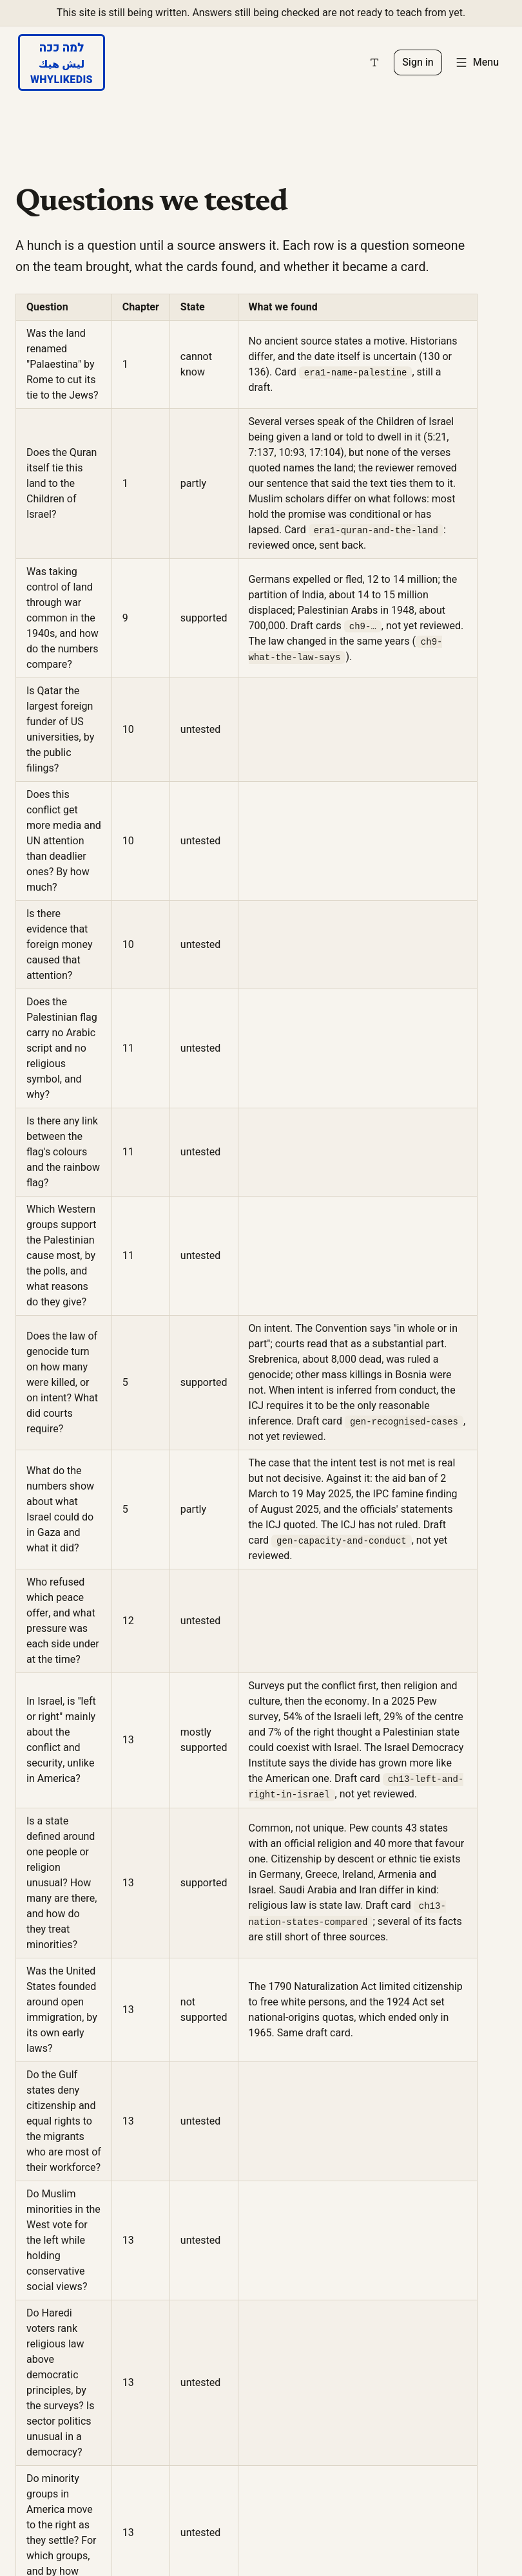 This site is still being written. Answers still being checked are not ready to teach from yet.
למה ככה
ليش هيك
WHYLIKEDIS
T
Sign in
Menu
Questions we tested
A hunch is a question until a source answers it. Each row is a question someone
on the team brought, what the cards found, and whether it became a card.
Question
Chapter
State
What we found
Was the land
renamed
"Palaestina" by
Rome to cut its
tie to the Jews?
1
cannot
know
No ancient source states a motive. Historians
differ, and the date itself is uncertain (130 or
136). Card era1-name-palestine , still a
draft.
Does the Quran
itself tie this
land to the
Children of
Israel?
1
partly
Several verses speak of the Children of Israel
being given a land or told to dwell in it (5:21,
7:137, 10:93, 17:104), but none of the verses
quoted names the land; the reviewer removed
our sentence that said the text ties them to it.
Muslim scholars differ on what follows: most
hold the promise was conditional or has
lapsed. Card era1-quran-and-the-land :
reviewed once, sent back.
Was taking
control of land
through war
common in the
1940s, and how
do the numbers
compare?
9
supported
Germans expelled or fled, 12 to 14 million; the
partition of India, about 14 to 15 million
displaced; Palestinian Arabs in 1948, about
700,000. Draft cards ch9-… , not yet reviewed.
The law changed in the same years ( ch9-
what-the-law-says ).
Is Qatar the
largest foreign
funder of US
universities, by
the public
filings?
10
untested
Does this
conflict get
more media and
UN attention
than deadlier
ones? By how
much?
10
untested
Is there
evidence that
foreign money
caused that
attention?
10
untested
Does the
Palestinian flag
carry no Arabic
script and no
religious
symbol, and
why?
11
untested
Is there any link
between the
flag's colours
and the rainbow
flag?
11
untested
Which Western
groups support
the Palestinian
cause most, by
the polls, and
what reasons
do they give?
11
untested
Does the law of
genocide turn
on how many
were killed, or
on intent? What
did courts
require?
5
supported
On intent. The Convention says "in whole or in
part"; courts read that as a substantial part.
Srebrenica, about 8,000 dead, was ruled a
genocide; other mass killings in Bosnia were
not. When intent is inferred from conduct, the
ICJ requires it to be the only reasonable
inference. Draft card gen-recognised-cases ,
not yet reviewed.
What do the
numbers show
about what
Israel could do
in Gaza and
what it did?
5
partly
The case that the intent test is not met is real
but not decisive. Against it: the aid ban of 2
March to 19 May 2025, the IPC famine finding
of August 2025, and the officials' statements
the ICJ quoted. The ICJ has not ruled. Draft
card gen-capacity-and-conduct , not yet
reviewed.
Who refused
which peace
offer, and what
pressure was
each side under
at the time?
12
untested
In Israel, is "left
or right" mainly
about the
conflict and
security, unlike
in America?
13
mostly
supported
Surveys put the conflict first, then religion and
culture, then the economy. In a 2025 Pew
survey, 54% of the Israeli left, 29% of the centre
and 7% of the right thought a Palestinian state
could coexist with Israel. The Israel Democracy
Institute says the divide has grown more like
the American one. Draft card ch13-left-and-
right-in-israel , not yet reviewed.
Is a state
defined around
one people or
religion
unusual? How
many are there,
and how do
they treat
minorities?
13
supported
Common, not unique. Pew counts 43 states
with an official religion and 40 more that favour
one. Citizenship by descent or ethnic tie exists
in Germany, Greece, Ireland, Armenia and
Israel. Saudi Arabia and Iran differ in kind:
religious law is state law. Draft card ch13-
nation-states-compared ; several of its facts
are still short of three sources.
Was the United
States founded
around open
immigration, by
its own early
laws?
13
not
supported
The 1790 Naturalization Act limited citizenship
to free white persons, and the 1924 Act set
national-origins quotas, which ended only in
1965. Same draft card.
Do the Gulf
states deny
citizenship and
equal rights to
the migrants
who are most of
their workforce?
13
untested
Do Muslim
minorities in the
West vote for
the left while
holding
conservative
social views?
13
untested
Do Haredi
voters rank
religious law
above
democratic
principles, by
the surveys? Is
sector politics
unusual in a
democracy?
13
untested
Do minority
groups in
America move
to the right as
they settle? For
which groups,
and by how
13
untested